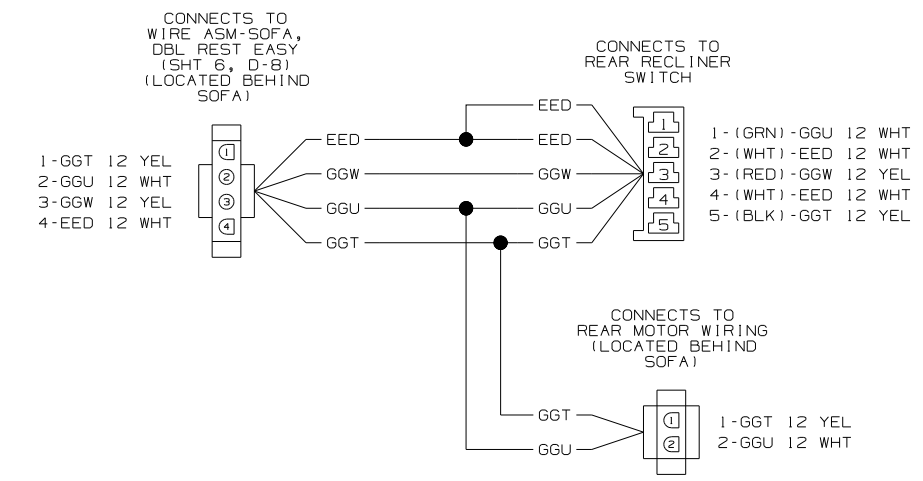 CONNECTS TO
WIRE ASM-SOFA,
DBL REST EASY
(SHT 6, D-8)
(LOCATED BEHIND
SOFA)
1-GGT 12 YEL
2-GGU 12 WHT
3-GGW 12 YEL
4-EED 12 WHT
1
2
3
4
EED
GGW
GGU
GGT
EED
EED
GGW
GGU
GGT
CONNECTS TO
REAR RECLINER
SWITCH
1
2
3
4
5
1-(GRN)-GGU 12 WHT
2-(WHT)-EED 12 WHT
3-(RED)-GGW 12 YEL
4-(WHT)-EED 12 WHT
5-(BLK)-GGT 12 YEL
CONNECTS TO
REAR MOTOR WIRING
(LOCATED BEHIND
SOFA)
GGT
GGU
1
2
1-GGT 12 YEL
2-GGU 12 WHT